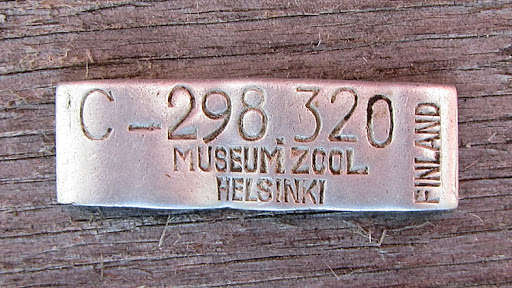 C-298.320
MUSEUM.ZOOL.
HELSINKI
FINLAND